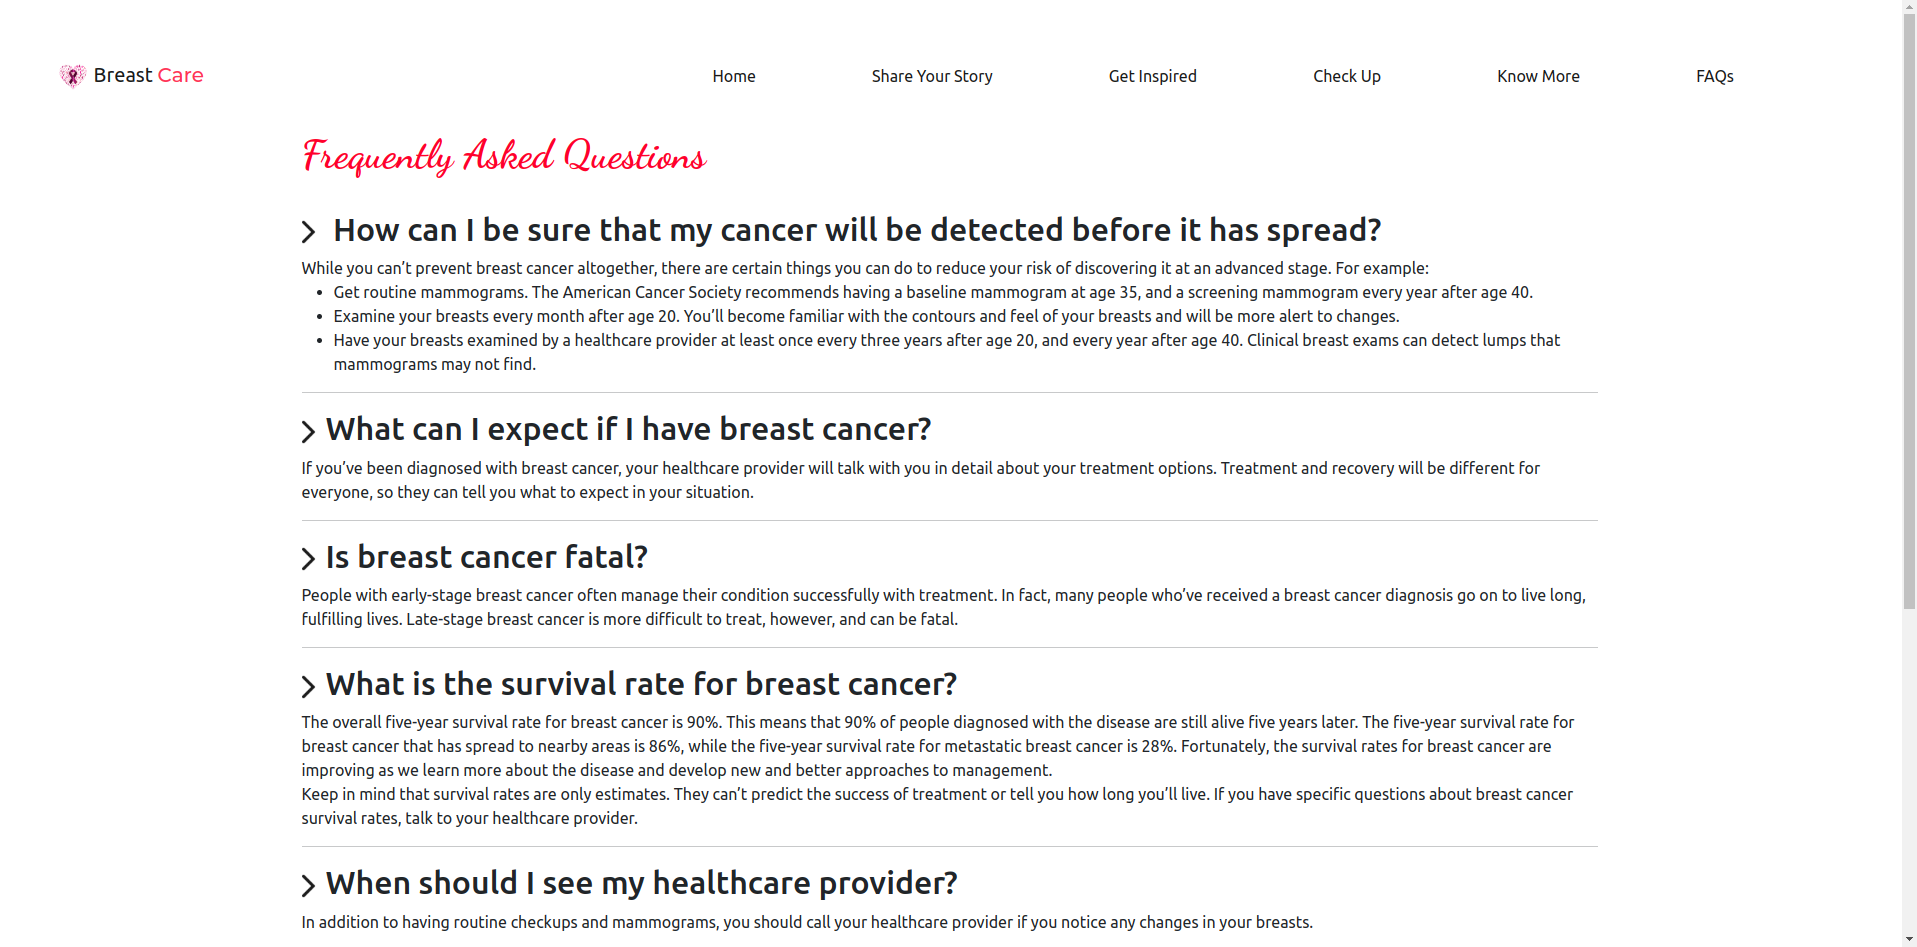 Breast Care
Home
Share Your Story
Get Inspired
Check Up
Know More
FAQs
Frequently Asked Questions
How can I be sure that my cancer will be detected before it has spread?
While you can’t prevent breast cancer altogether, there are certain things you can do to reduce your risk of discovering it at an advanced stage. For example:
• Get routine mammograms. The American Cancer Society recommends having a baseline mammogram at age 35, and a screening mammogram every year after age 40.
• Examine your breasts every month after age 20. You’ll become familiar with the contours and feel of your breasts and will be more alert to changes.
• Have your breasts examined by a healthcare provider at least once every three years after age 20, and every year after age 40. Clinical breast exams can detect lumps that
mammograms may not find.
What can I expect if I have breast cancer?
If you’ve been diagnosed with breast cancer, your healthcare provider will talk with you in detail about your treatment options. Treatment and recovery will be different for
everyone, so they can tell you what to expect in your situation.
Is breast cancer fatal?
People with early-stage breast cancer often manage their condition successfully with treatment. In fact, many people who’ve received a breast cancer diagnosis go on to live long,
fulfilling lives. Late-stage breast cancer is more difficult to treat, however, and can be fatal.
What is the survival rate for breast cancer?
The overall five-year survival rate for breast cancer is 90%. This means that 90% of people diagnosed with the disease are still alive five years later. The five-year survival rate for
breast cancer that has spread to nearby areas is 86%, while the five-year survival rate for metastatic breast cancer is 28%. Fortunately, the survival rates for breast cancer are
improving as we learn more about the disease and develop new and better approaches to management.
Keep in mind that survival rates are only estimates. They can’t predict the success of treatment or tell you how long you’ll live. If you have specific questions about breast cancer
survival rates, talk to your healthcare provider.
When should I see my healthcare provider?
In addition to having routine checkups and mammograms, you should call your healthcare provider if you notice any changes in your breasts.